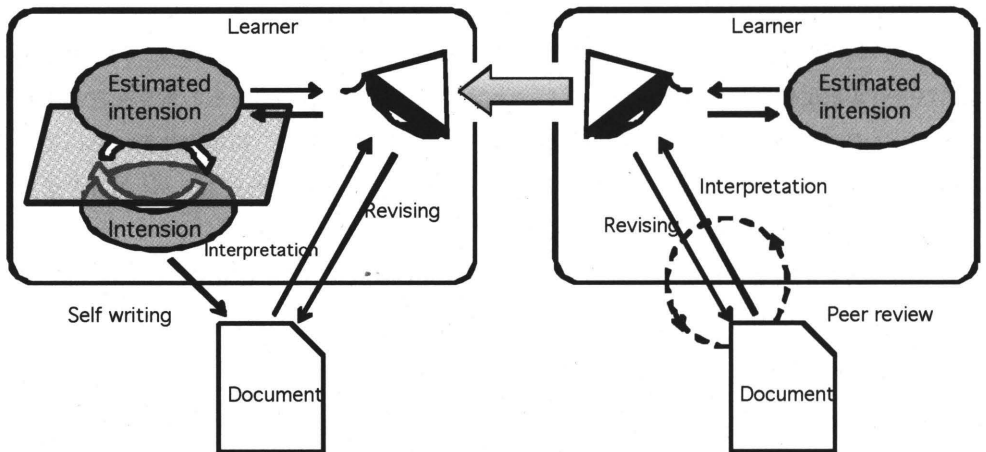 Learner
Estimated
intension
Intension
Interpretation
Revising
Self writing
Document
Learner
Estimated
intension
Interpretation
Revising
Peer review
Document